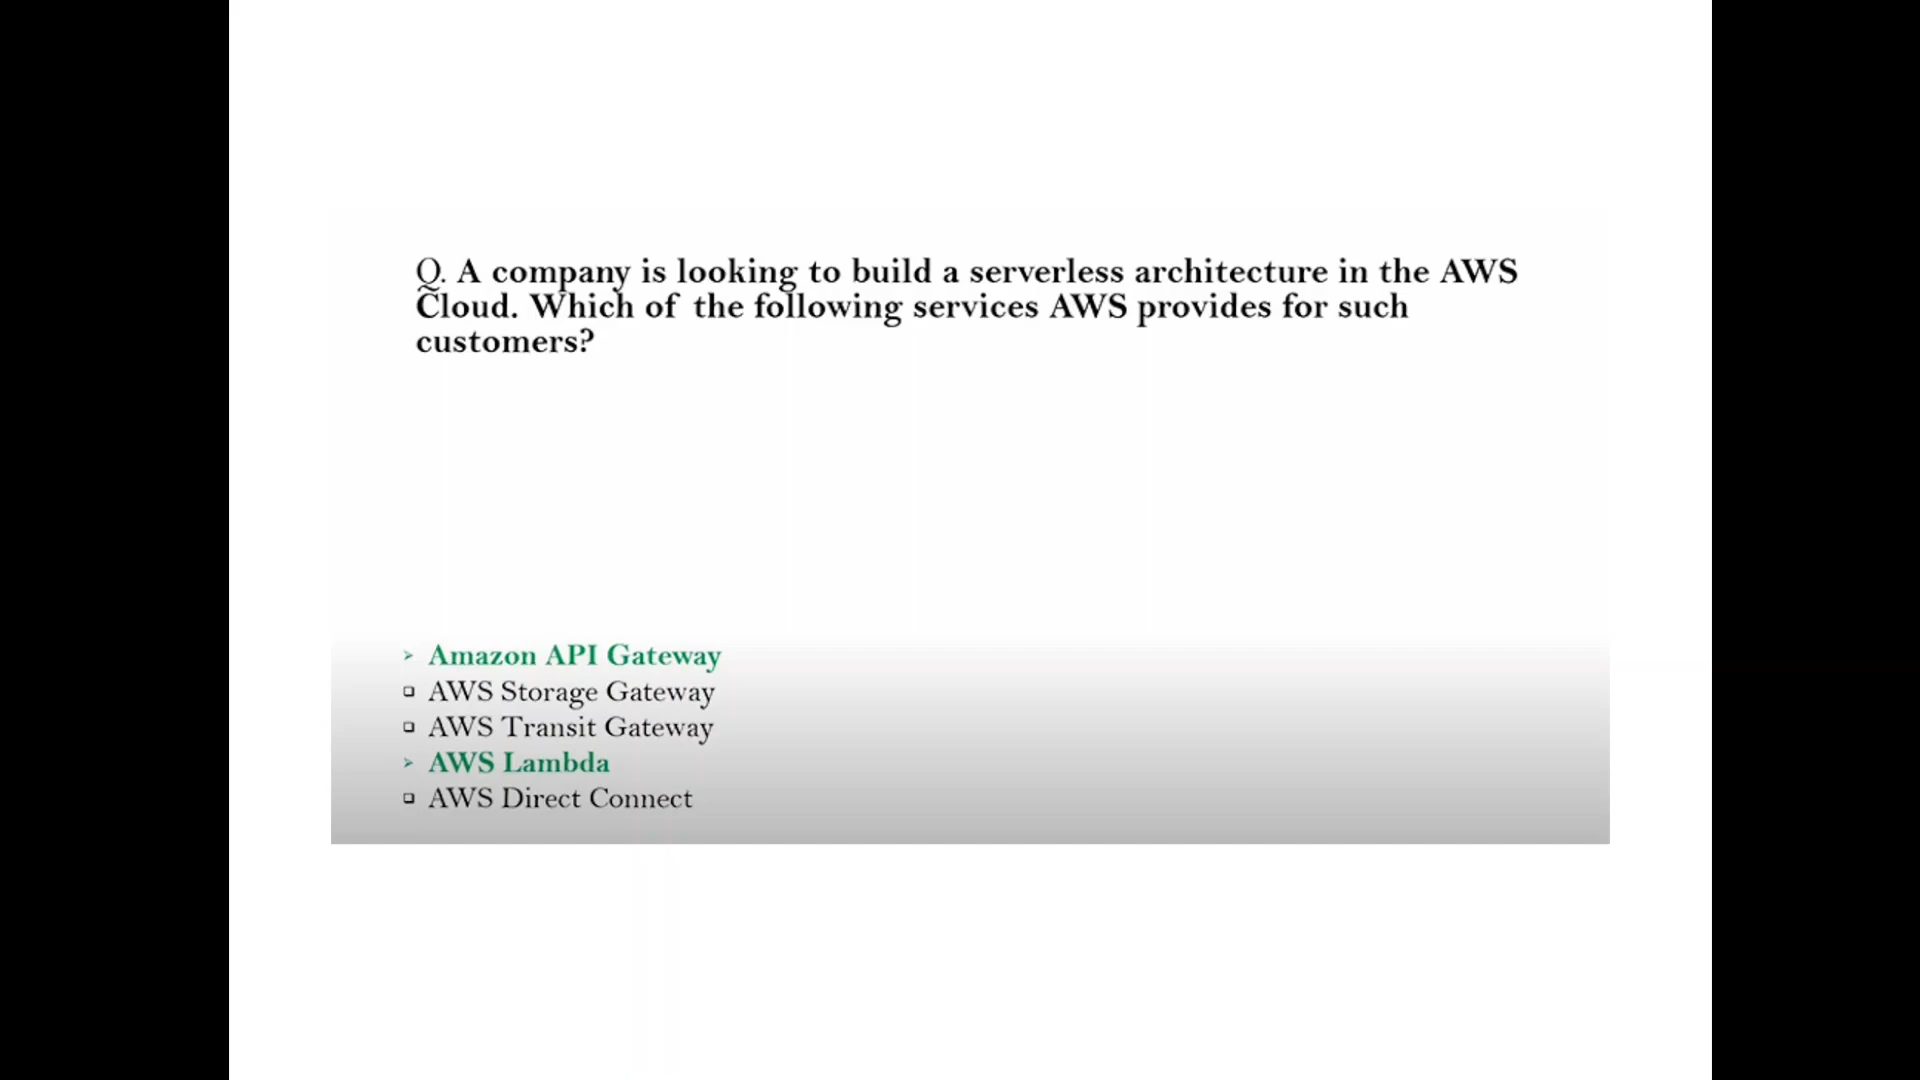 Q. A company is looking to build a serverless architecture in the AWS
Cloud. Which of the following services AWS provides for such
customers?
Amazon API Gateway
AWS Storage Gateway
AWS Transit Gateway
AWS Lambda
AWS Direct Connect